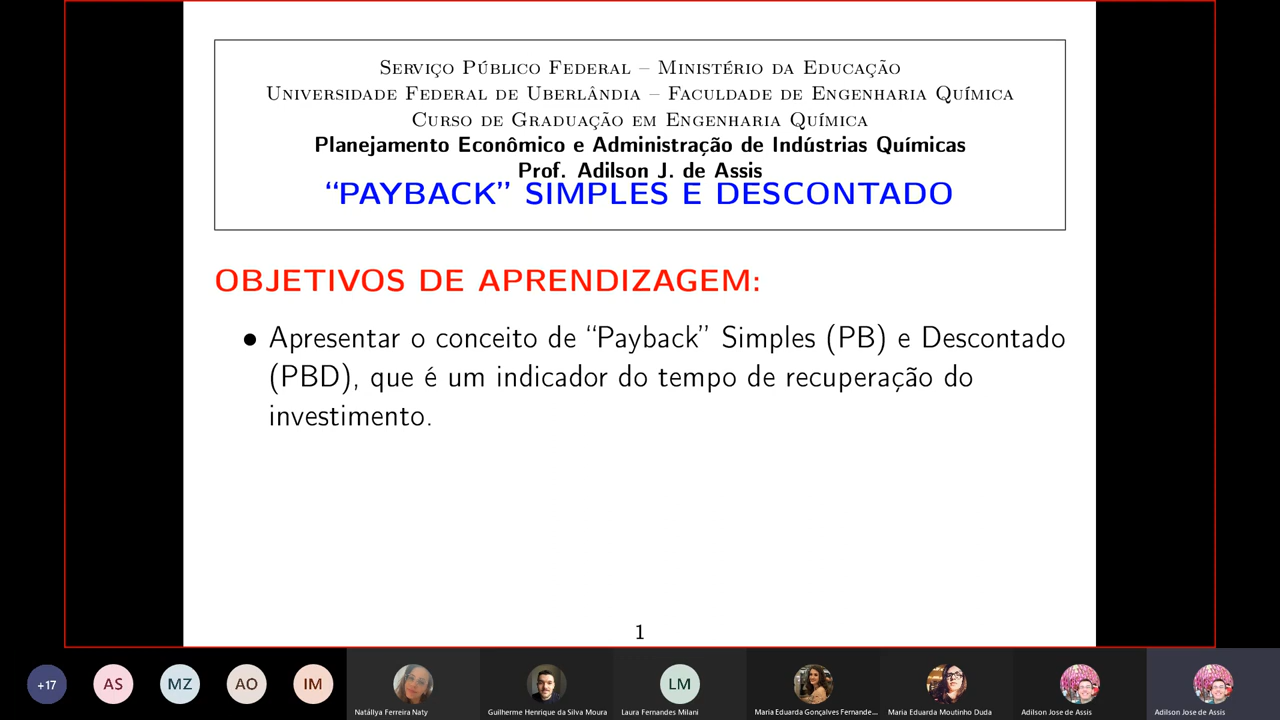 Serviço Público Federal – Ministério da Educação
Universidade Federal de Uberlândia – Faculdade de Engenharia Química
Curso de Graduação em Engenharia Química
Planejamento Econômico e Administração de Indústrias Químicas
Prof. Adilson J. de Assis
“PAYBACK” SIMPLES E DESCONTADO
OBJETIVOS DE APRENDIZAGEM:
• Apresentar o conceito de “Payback” Simples (PB) e Descontado
(PBD), que é um indicador do tempo de recuperação do
investimento.
1
+17
AS
MZ
AO
IM
Natállya Ferreira Naty
Guilherme Henrique da Silva Moura
LM
Laura Fernandes Milani
Maria Eduarda Gonçalves Fernande...
Maria Eduarda Moutinho Duda
Adilson Jose de Assis
Adilson Jose de Assis